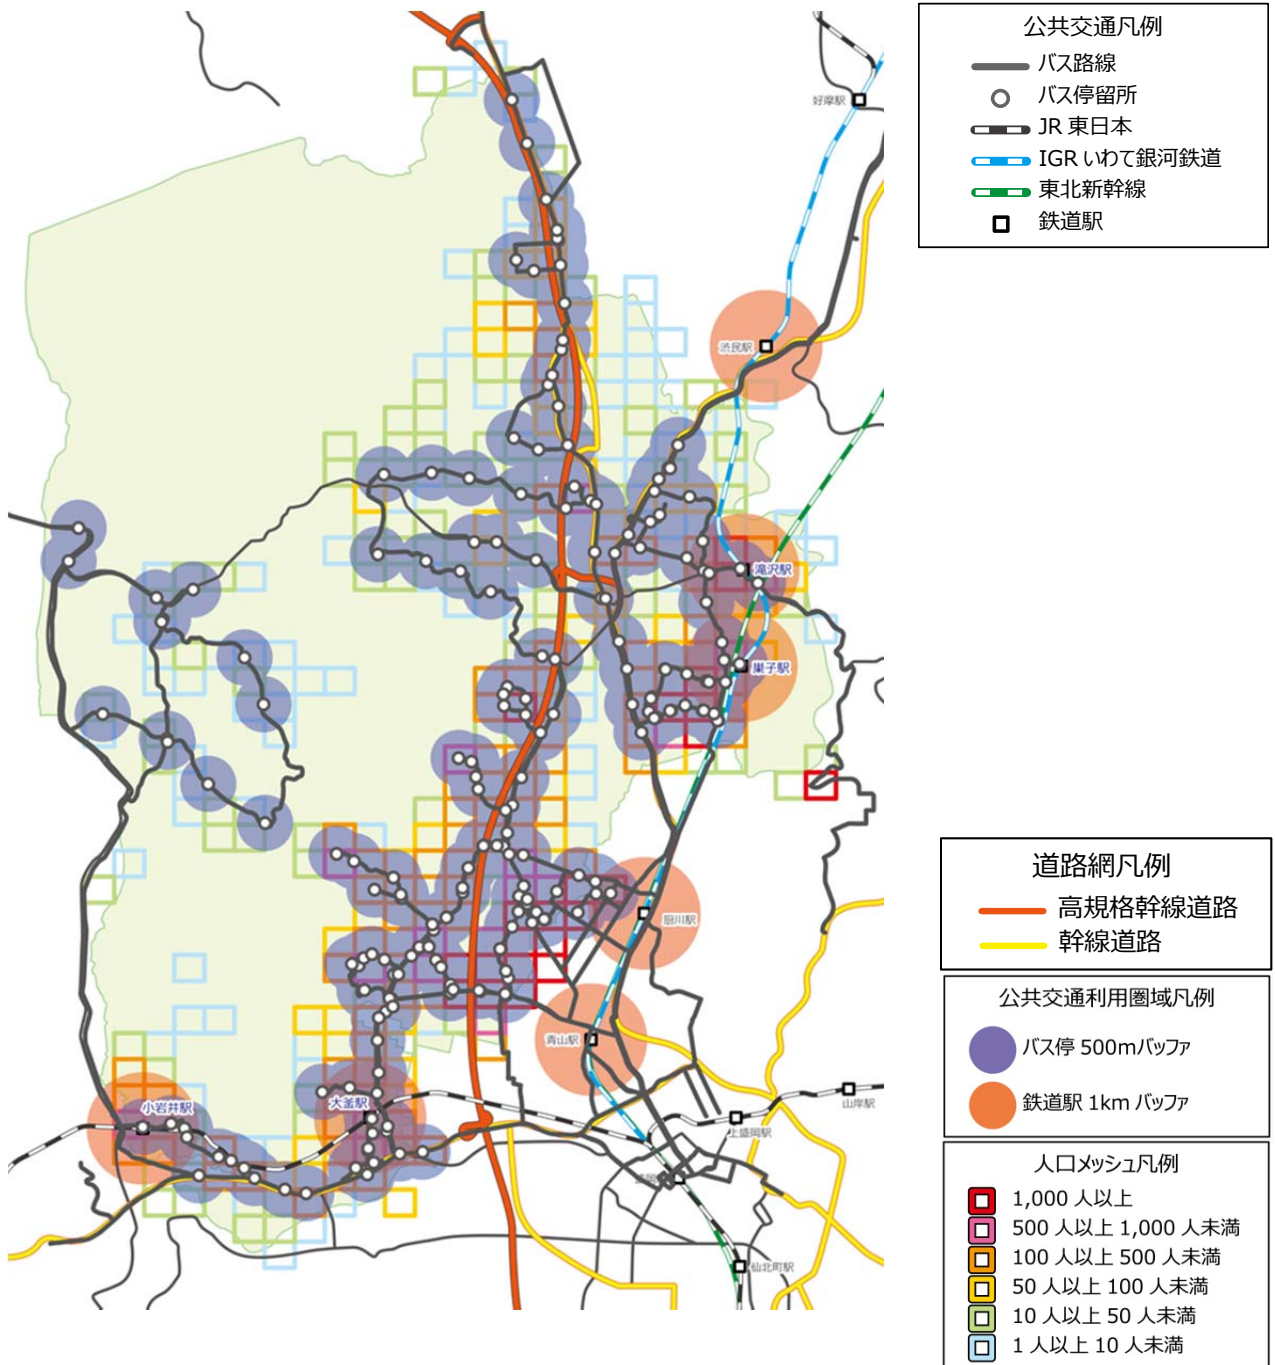 公共交通凡例
バス路線
バス停留所
JR 東日本
IGR いわて銀河鉄道
東北新幹線
鉄道駅
好摩駅
渋民駅
滝沢駅
巣子駅
厨川駅
青山駅
小岩井駅
大釜駅
山岸駅
上盛岡駅
仙北町駅
道路網凡例
高規格幹線道路
幹線道路
公共交通利用圏域凡例
バス停 500mバッファ
鉄道駅 1km バッファ
人口メッシュ凡例
1,000 人以上
500 人以上 1,000 人未満
100 人以上 500 人未満
50 人以上 100 人未満
10 人以上 50 人未満
1 人以上 10 人未満